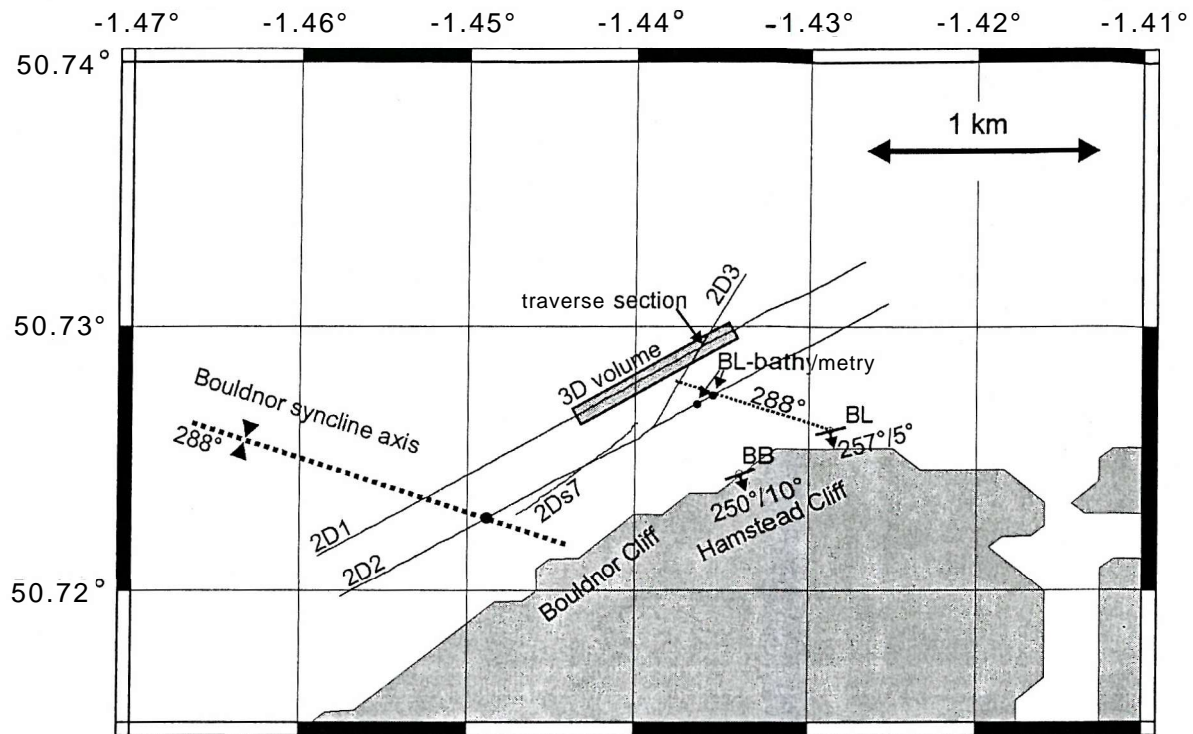 -1.47° -1.46° -1.45° -1.44° -1.43° -1.42° -1.41°
50.74°
1 km
2D3
traverse section
50.73°
3D volume
BL-bathymetry
Bouldnor syncline axis
288°
288°
BL
257°/5°
BB
250°/10°
2Ds7
Hamstead Cliff
2D1
Bouldnor Cliff
2D2
50.72°